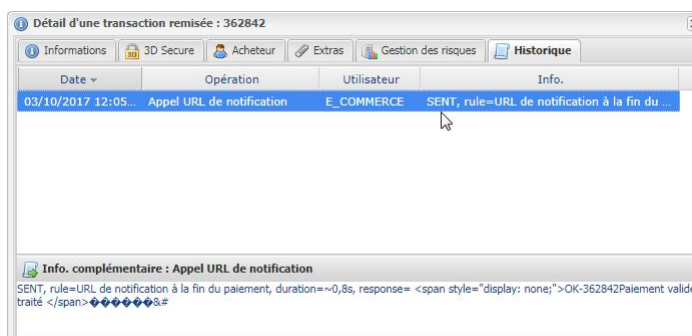 Détail d'une transaction remisée : 362842
Informations 3D Secure Acheteur Extras Gestion des risques Historique
Date Opération Utilisateur Info.
03/10/2017 12:05... Appel URL de notification E_COMMERCE SENT, rule=URL de notification à la fin du ...
Info. complémentaire : Appel URL de notification
SENT, rule=URL de notification à la fin du paiement, duration=~0,8s, response= <span style="display: none;">OK-362842Paiement valide
traité </span>������&#